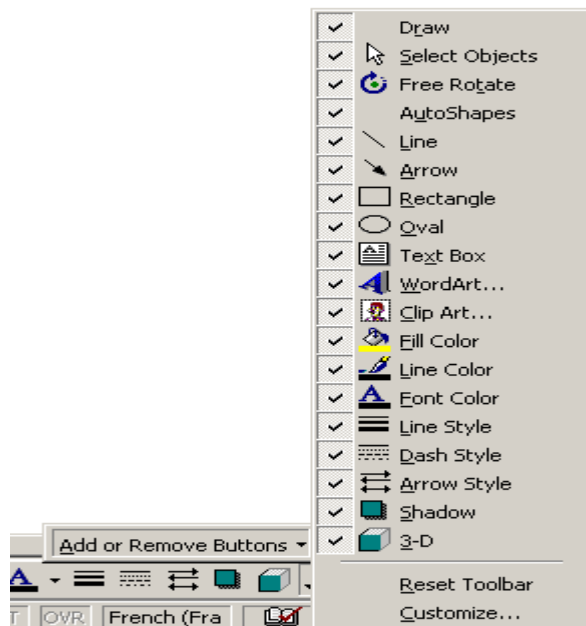 Draw
Select Objects
Free Rotate
AutoShapes
Line
Arrow
Rectangle
Oval
Text Box
WordArt...
Clip Art...
Fill Color
Line Color
Font Color
Line Style
Dash Style
Arrow Style
Shadow
3-D
Reset Toolbar
Customize...
Add or Remove Buttons
OVR French (Fra